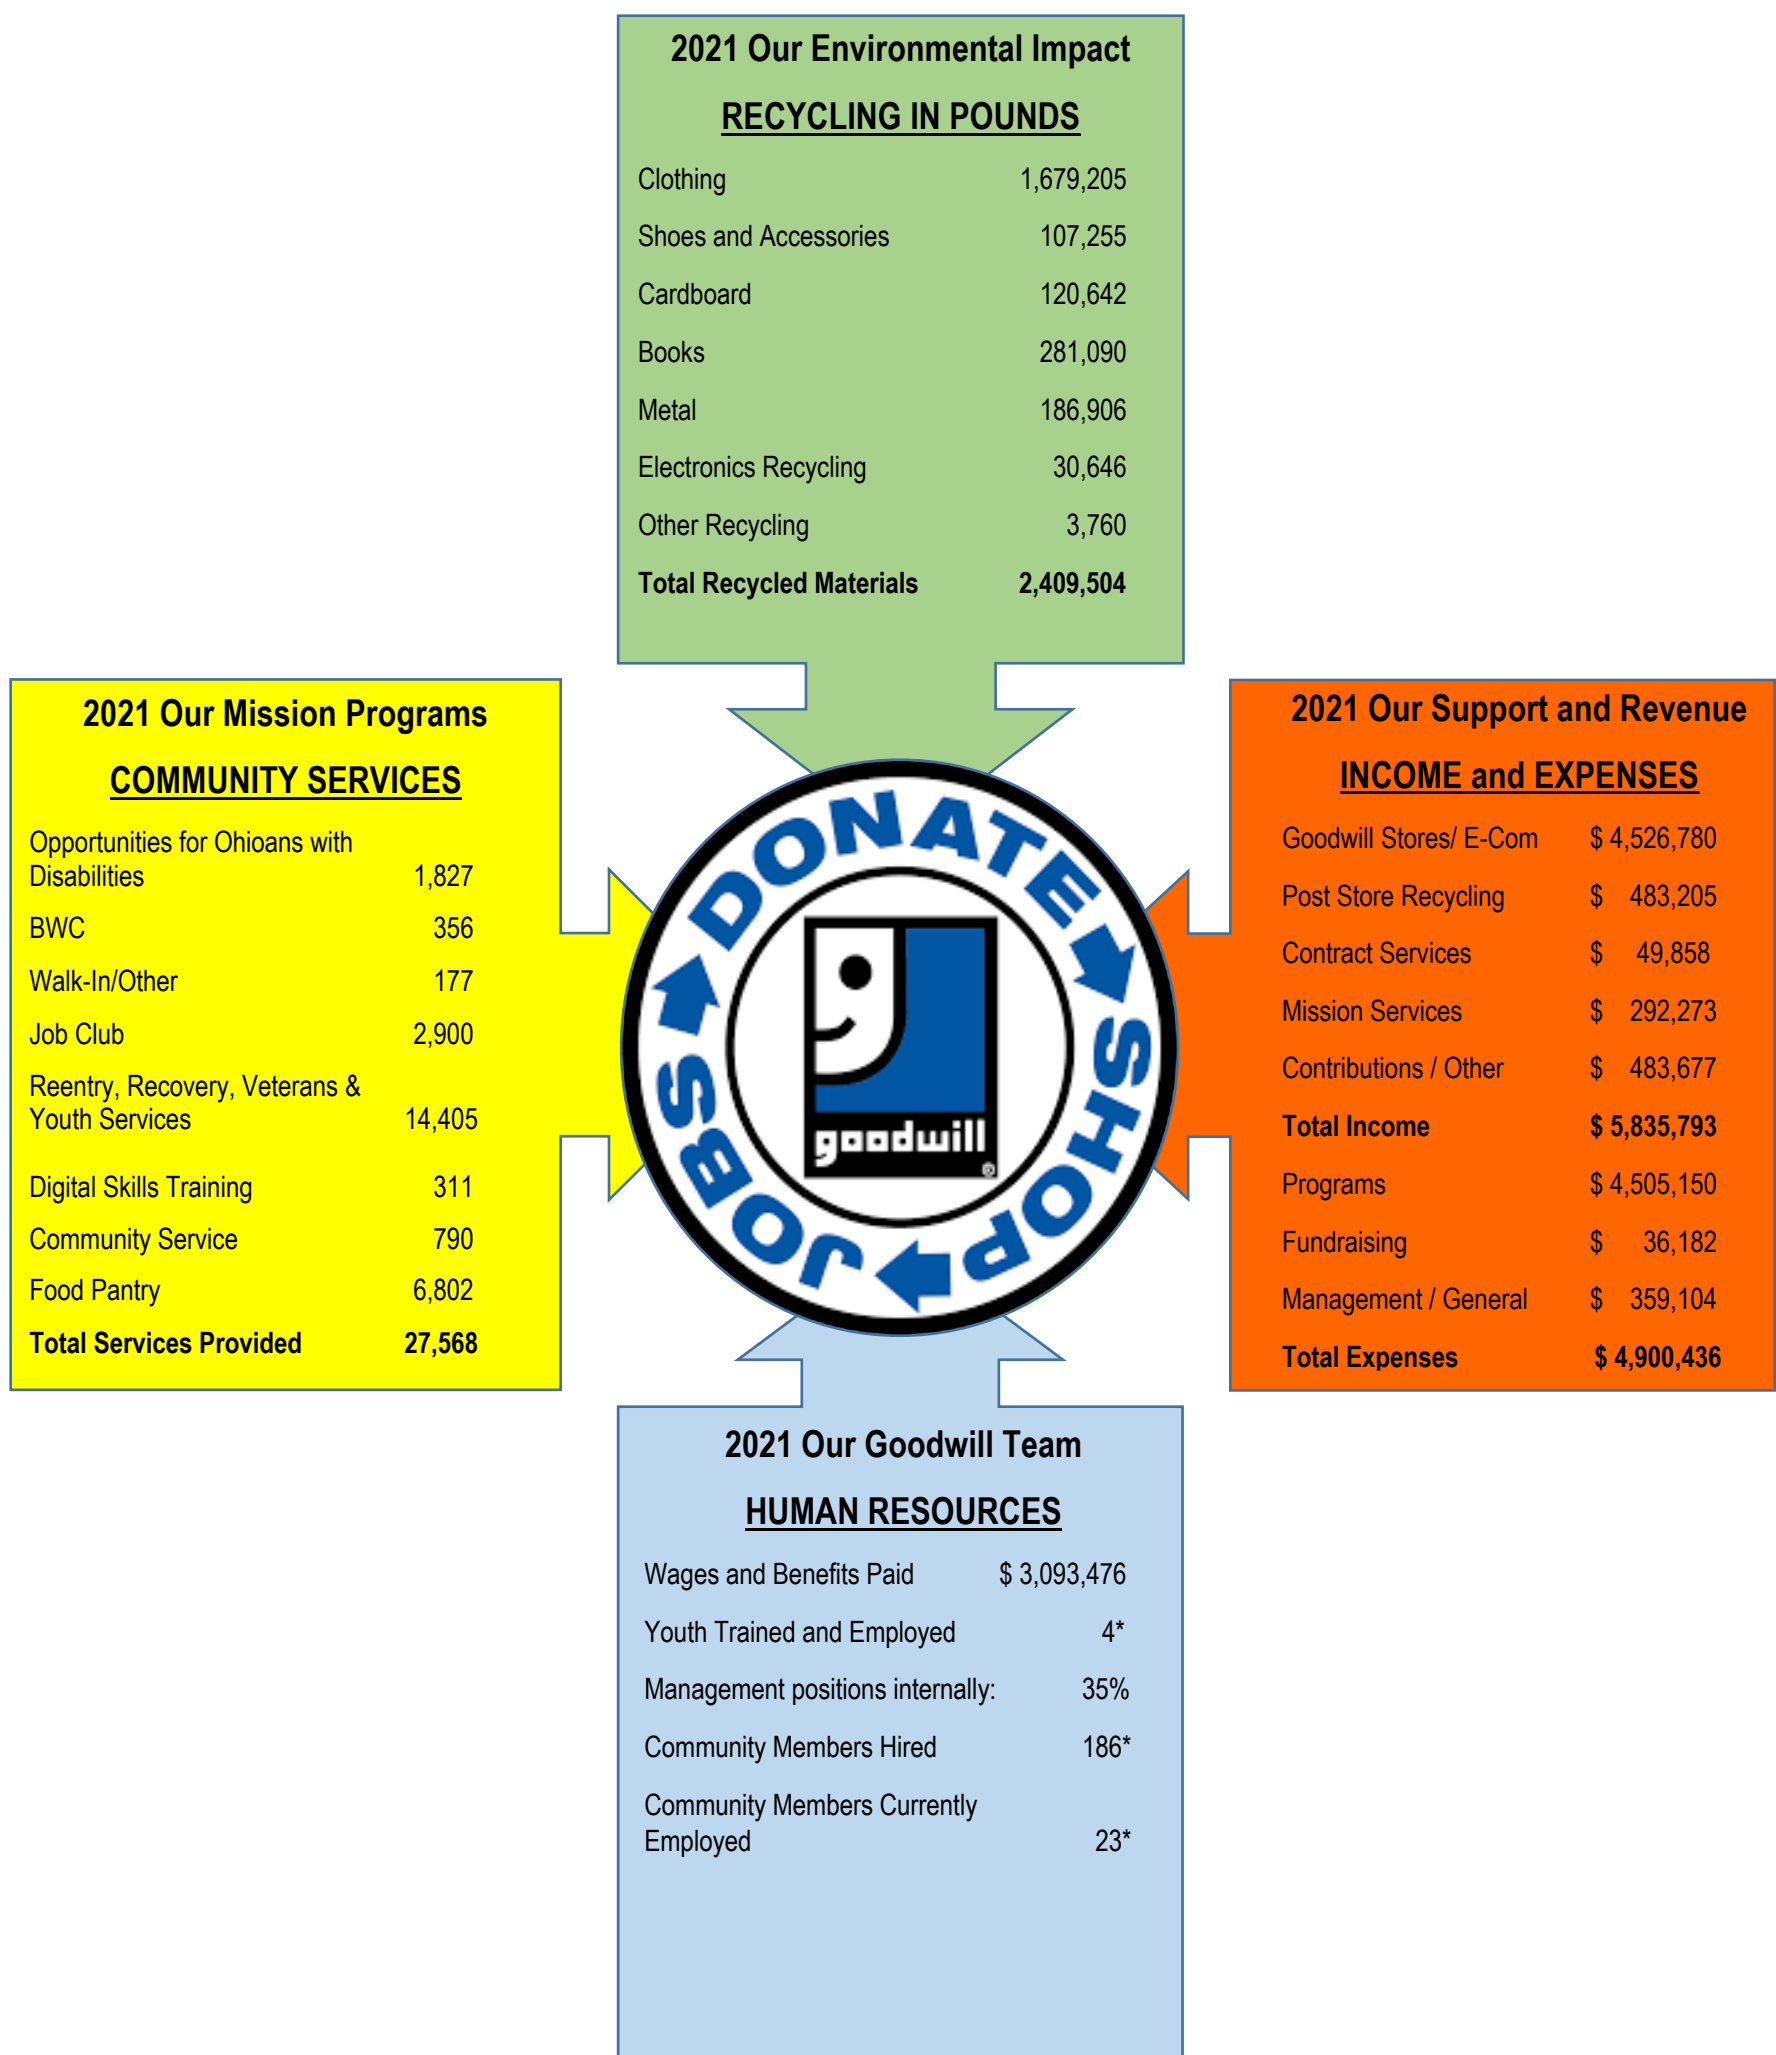 2021 Our Environmental Impact
RECYCLING IN POUNDS
Clothing 1,679,205
Shoes and Accessories 107,255
Cardboard 120,642
Books 281,090
Metal 186,906
Electronics Recycling 30,646
Other Recycling 3,760
Total Recycled Materials 2,409,504
2021 Our Mission Programs
COMMUNITY SERVICES
Opportunities for Ohioans with
Disabilities 1,827
BWC 356
Walk-In/Other 177
Job Club 2,900
Reentry, Recovery, Veterans &
Youth Services 14,405
Digital Skills Training 311
Community Service 790
Food Pantry 6,802
Total Services Provided 27,568
DONATE
SHOP
JOBS
goodwill
®
2021 Our Support and Revenue
INCOME and EXPENSES
Goodwill Stores/ E-Com $ 4,526,780
Post Store Recycling $ 483,205
Contract Services $ 49,858
Mission Services $ 292,273
Contributions / Other $ 483,677
Total Income $ 5,835,793
Programs $ 4,505,150
Fundraising $ 36,182
Management / General $ 359,104
Total Expenses $ 4,900,436
2021 Our Goodwill Team
HUMAN RESOURCES
Wages and Benefits Paid $ 3,093,476
Youth Trained and Employed 4*
Management positions internally: 35%
Community Members Hired 186*
Community Members Currently
Employed 23*